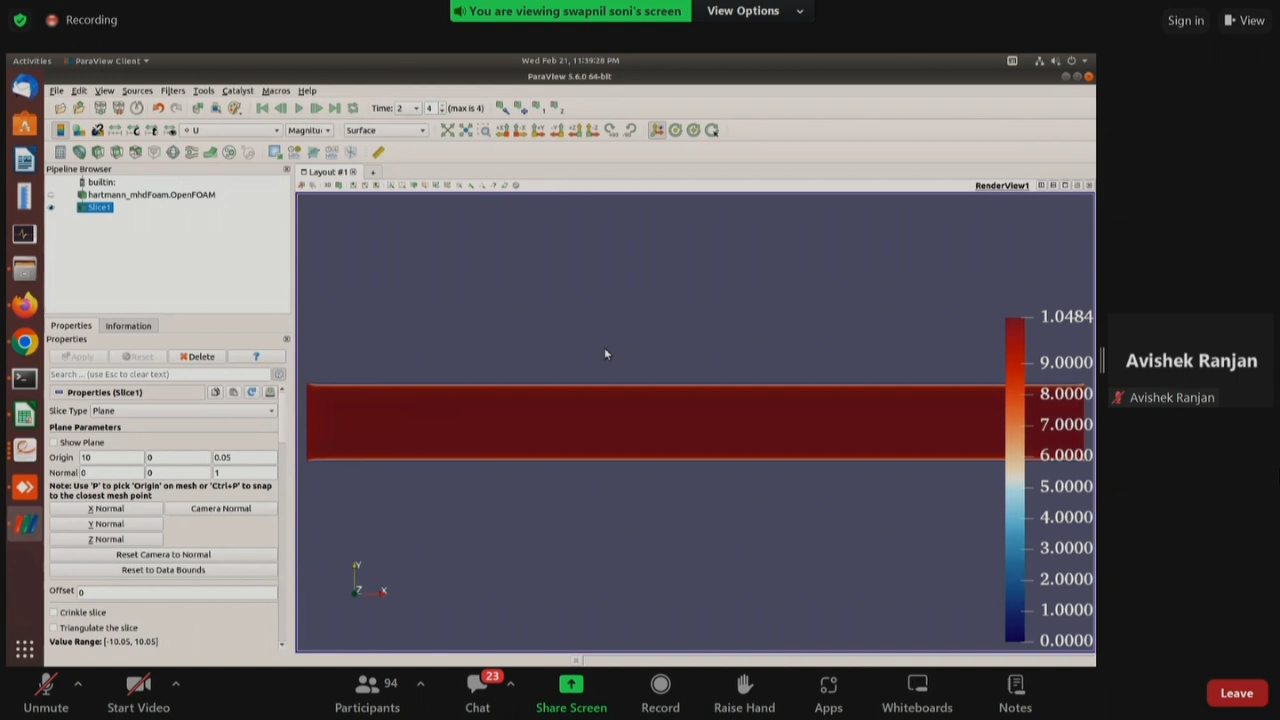 Recording
You are viewing swapnil soni's screen
View Options
Sign in
View
Activities
ParaView Client
Wed Feb 21, 11:39:28 PM
ParaView 5.6.0 64-bit
File Edit View Sources Filters Tools Catalyst Macros Help
Time: 2 4 (max is 4)
U Magnitu Surface
Pipeline Browser
Layout #1
builtin:
hartmann_mhdFoam.OpenFOAM
Slice1
RenderView1
Properties Information
Properties
Apply Reset Delete ?
Search ... (use Esc to clear text)
Properties (Slice1)
Slice Type Plane
Plane Parameters
Show Plane
Origin 10 0 0.05
Normal 0 0 1
Note: Use 'P' to pick 'Origin' on mesh or 'Ctrl+P' to snap
to the closest mesh point
X Normal Camera Normal
Y Normal
Z Normal
Reset Camera to Normal
Reset to Data Bounds
Offset 0
Crinkle slice
Triangulate the slice
Value Range: [-10.05, 10.05]
Y
Z X
1.0484
9.0000
8.0000
7.0000
6.0000
5.0000
4.0000
3.0000
2.0000
1.0000
0.0000
Avishek Ranjan
Avishek Ranjan
Unmute
Start Video
94
Participants
23
Chat
Share Screen
Record
Raise Hand
Apps
Whiteboards
Notes
Leave